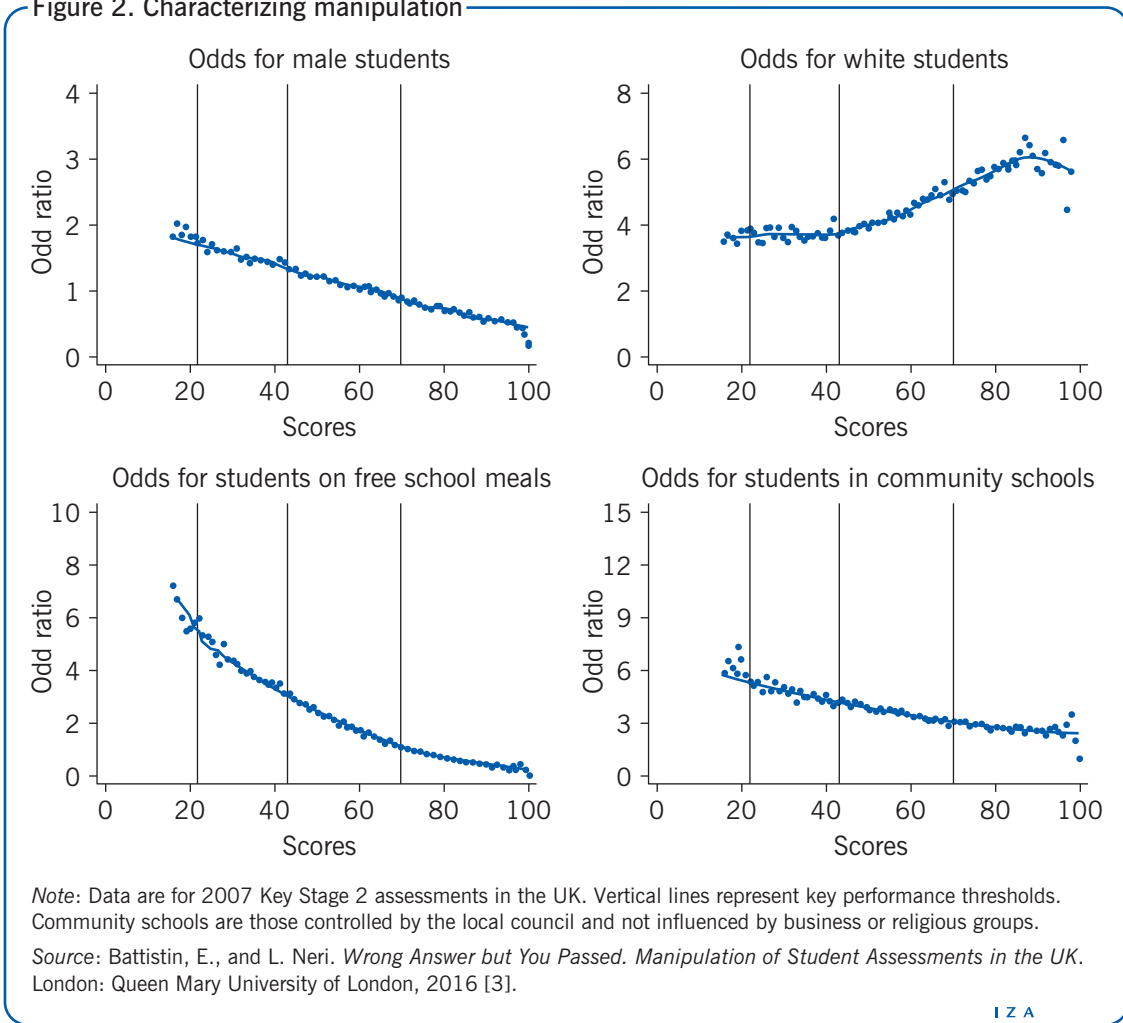 Figure 2. Characterizing manipulation
Odds for male students
4
3
2
1
0
Odd ratio
0 20 40 60 80 100
Scores
Odds for white students
8
6
4
2
0
Odd ratio
0 20 40 60 80 100
Scores
Odds for students on free school meals
10
8
6
4
2
0
Odd ratio
0 20 40 60 80 100
Scores
Odds for students in community schools
15
12
9
6
3
0
Odd ratio
0 20 40 60 80 100
Scores
Note: Data are for 2007 Key Stage 2 assessments in the UK. Vertical lines represent key performance thresholds.
Community schools are those controlled by the local council and not influenced by business or religious groups.
Source: Battistin, E., and L. Neri. Wrong Answer but You Passed. Manipulation of Student Assessments in the UK.
London: Queen Mary University of London, 2016 [3].
I Z A